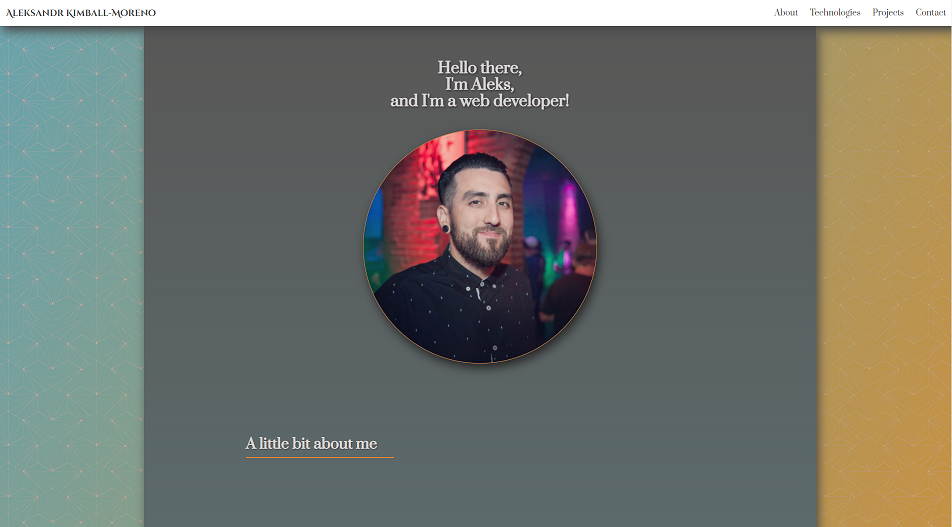 Aleksandr Kimball-Moreno
About Technologies Projects Contact
Hello there,
I'm Aleks,
and I'm a web developer!
A little bit about me